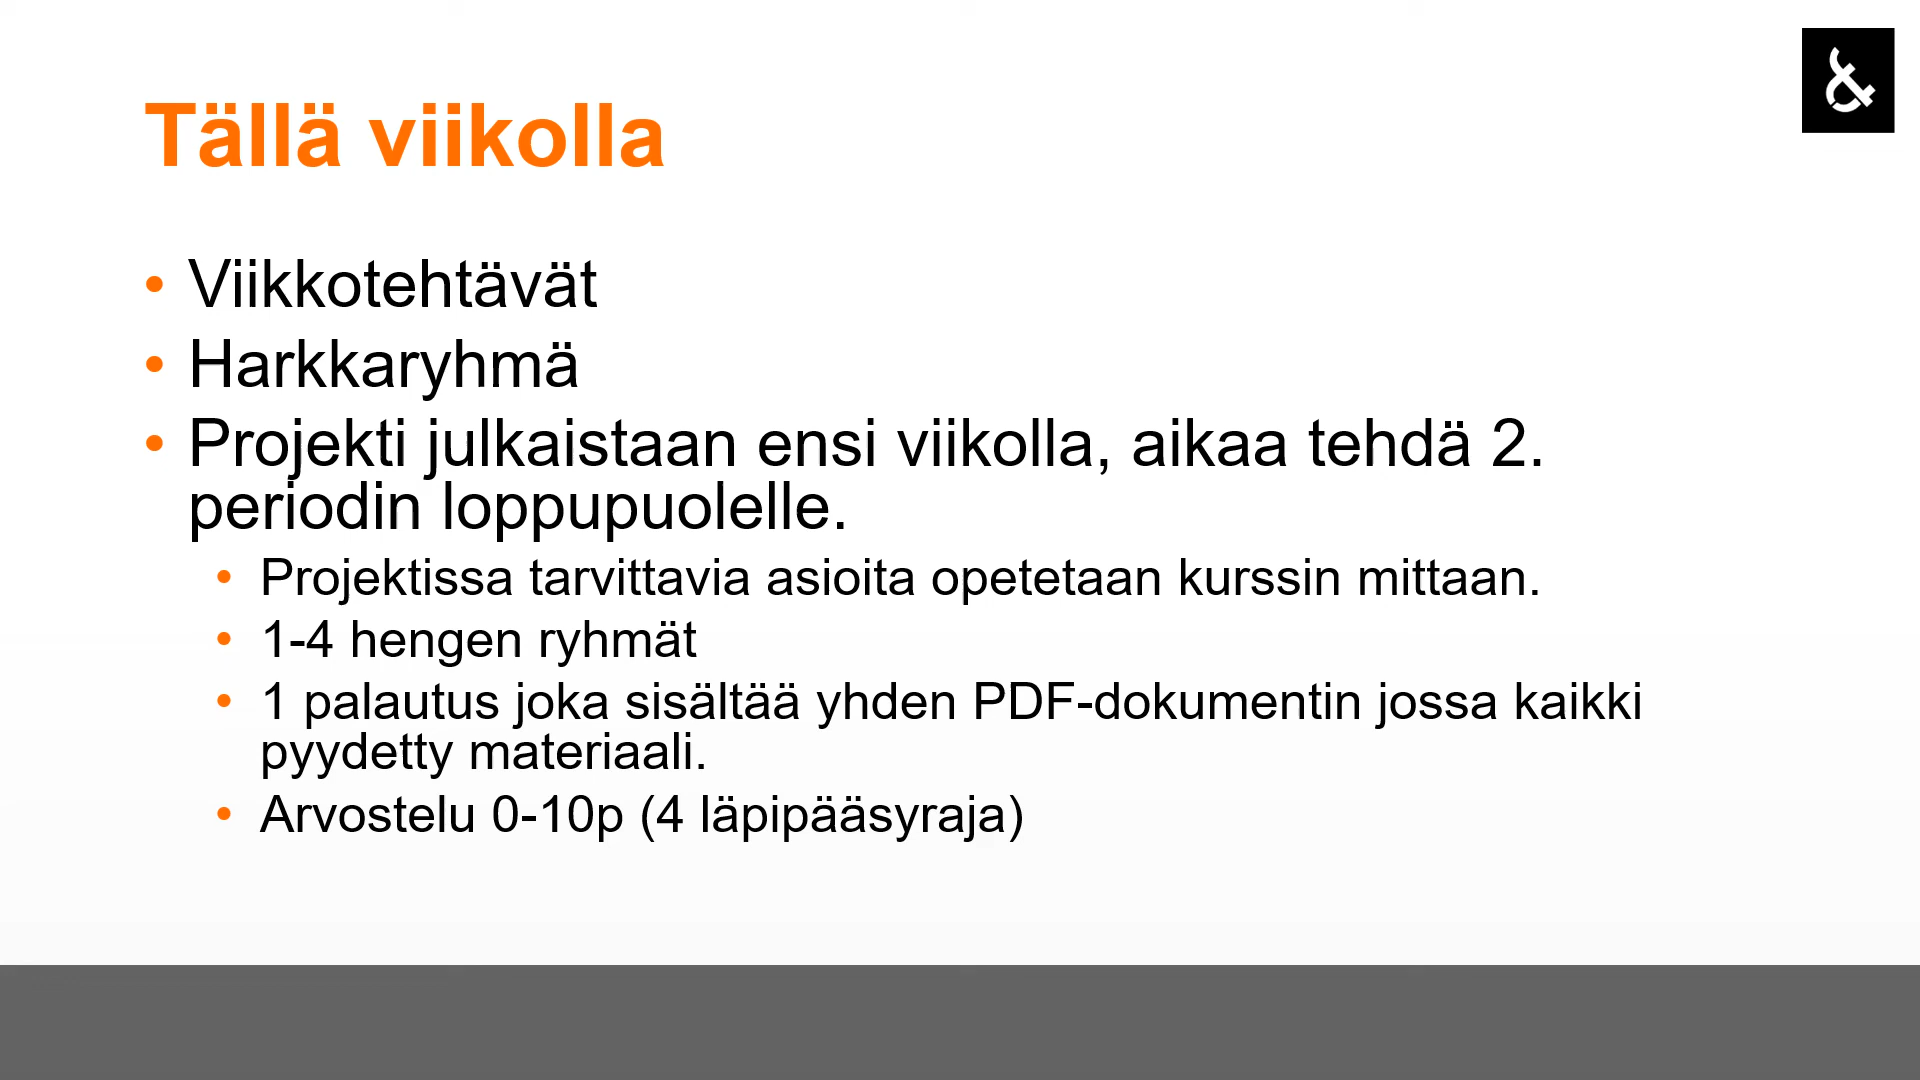 Tällä viikolla
• Viikkotehtävät
• Harkkaryhmä
• Projekti julkaistaan ensi viikolla, aikaa tehdä 2.
periodin loppupuolelle.
• Projektissa tarvittavia asioita opetetaan kurssin mittaan.
• 1-4 hengen ryhmät
• 1 palautus joka sisältää yhden PDF-dokumentin jossa kaikki
pyydetty materiaali.
• Arvostelu 0-10p (4 läpipääsyraja)